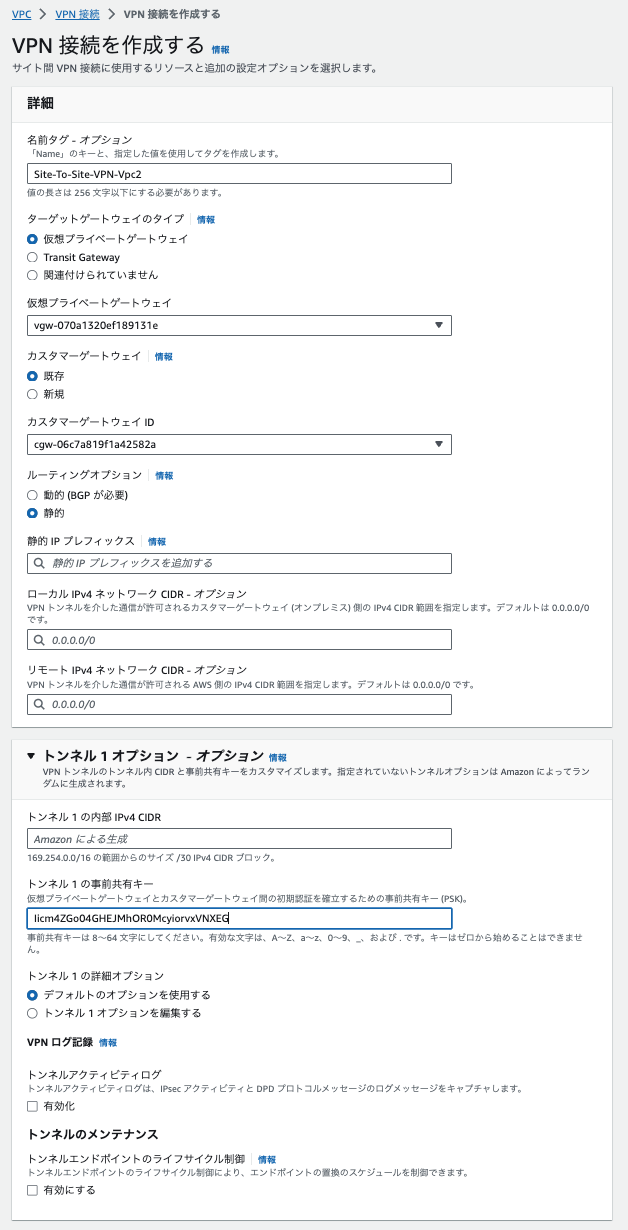 VPC > VPN 接続 > VPN 接続を作成する
VPN 接続を作成する 情報
サイト間 VPN 接続に使用するリソースと追加の設定オプションを選択します。
詳細
名前タグ - オプション
「Name」のキーと、指定した値を使用してタグを作成します。
Site-To-Site-VPN-Vpc2
値の長さは 256 文字以下にする必要があります。
ターゲットゲートウェイのタイプ 情報
仮想プライベートゲートウェイ
Transit Gateway
関連付けられていません
仮想プライベートゲートウェイ
vgw-070a1320ef189131e
カスタマーゲートウェイ 情報
既存
新規
カスタマーゲートウェイ ID
cgw-06c7a819f1a42582a
ルーティングオプション 情報
動的 (BGP が必要)
静的
静的 IP プレフィックス 情報
静的 IP プレフィックスを追加する
ローカル IPv4 ネットワーク CIDR - オプション
VPN トンネルを介した通信が許可されるカスタマーゲートウェイ (オンプレミス) 側の IPv4 CIDR 範囲を指定します。デフォルトは 0.0.0.0/0
です。
0.0.0.0/0
リモート IPv4 ネットワーク CIDR - オプション
VPN トンネルを介した通信が許可される AWS 側の IPv4 CIDR 範囲を指定します。デフォルトは 0.0.0.0/0 です。
0.0.0.0/0
トンネル 1 オプション - オプション 情報
VPN トンネルのトンネル内 CIDR と事前共有キーをカスタマイズします。指定されていないトンネルオプションは Amazon によってラン
ダムに生成されます。
トンネル 1 の内部 IPv4 CIDR
Amazon による生成
169.254.0.0/16 の範囲からのサイズ /30 IPv4 CIDR ブロック。
トンネル 1 の事前共有キー
仮想プライベートゲートウェイとカスタマーゲートウェイ間の初期認証を確立するための事前共有キー (PSK)。
Iicm4ZGo04GHEJMhOR0McyiorvxVNXEG
事前共有キーは 8〜64 文字にしてください。有効な文字は、A〜Z、a〜z、0〜9、_、および . です。キーはゼロから始めることはできませ
ん。
トンネル 1 の詳細オプション
デフォルトのオプションを使用する
トンネル 1 オプションを編集する
VPN ログ記録 情報
トンネルアクティビティログ
トンネルアクティビティログは、IPsec アクティビティと DPD プロトコルメッセージのログメッセージをキャプチャします。
有効化
トンネルのメンテナンス
トンネルエンドポイントのライフサイクル制御 情報
トンネルエンドポイントのライフサイクル制御により、エンドポイントの置換のスケジュールを制御できます。
有効にする